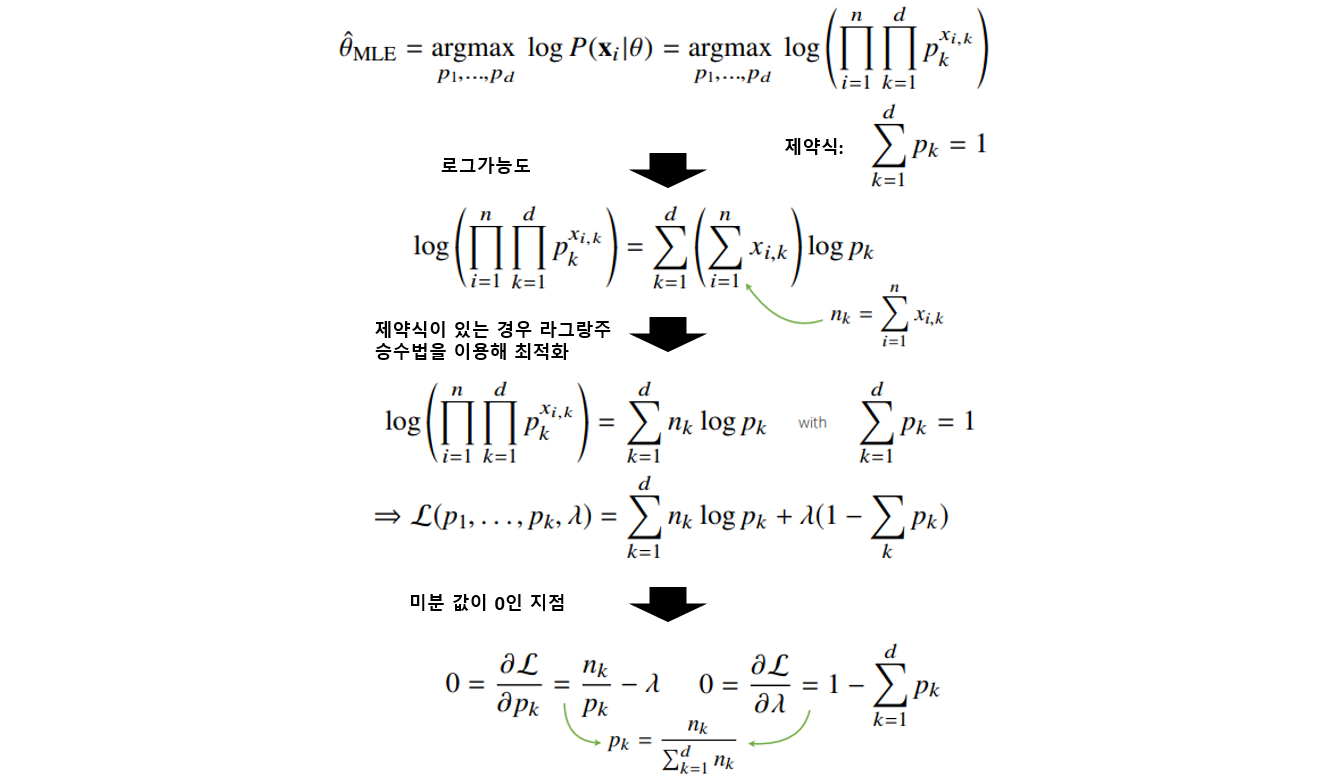 $\hat{\theta}_{\text{MLE}} = \underset{p_1,\ldots,p_d}{\operatorname{argmax}} \log P(\mathbf{x}_i|\theta) = \underset{p_1,\ldots,p_d}{\operatorname{argmax}} \log \left( \prod_{i=1}^{n} \prod_{k=1}^{d} p_k^{x_{i,k}} \right)$
제약식: $\sum_{k=1}^{d} p_k = 1$
로그가능도
$\log \left( \prod_{i=1}^{n} \prod_{k=1}^{d} p_k^{x_{i,k}} \right) = \sum_{k=1}^{d} \left( \sum_{i=1}^{n} x_{i,k} \right) \log p_k$
$n_k = \sum_{i=1}^{n} x_{i,k}$
제약식이 있는 경우 라그랑주
승수법을 이용해 최적화
$\log \left( \prod_{i=1}^{n} \prod_{k=1}^{d} p_k^{x_{i,k}} \right) = \sum_{k=1}^{d} n_k \log p_k$ with $\sum_{k=1}^{d} p_k = 1$
$\Rightarrow \mathcal{L}(p_1, \ldots, p_k, \lambda) = \sum_{k=1}^{d} n_k \log p_k + \lambda(1 - \sum_{k} p_k)$
미분 값이 0인 지점
$0 = \frac{\partial \mathcal{L}}{\partial p_k} = \frac{n_k}{p_k} - \lambda$ $0 = \frac{\partial \mathcal{L}}{\partial \lambda} = 1 - \sum_{k=1}^{d} p_k$
$p_k = \frac{n_k}{\sum_{k=1}^{d} n_k}$